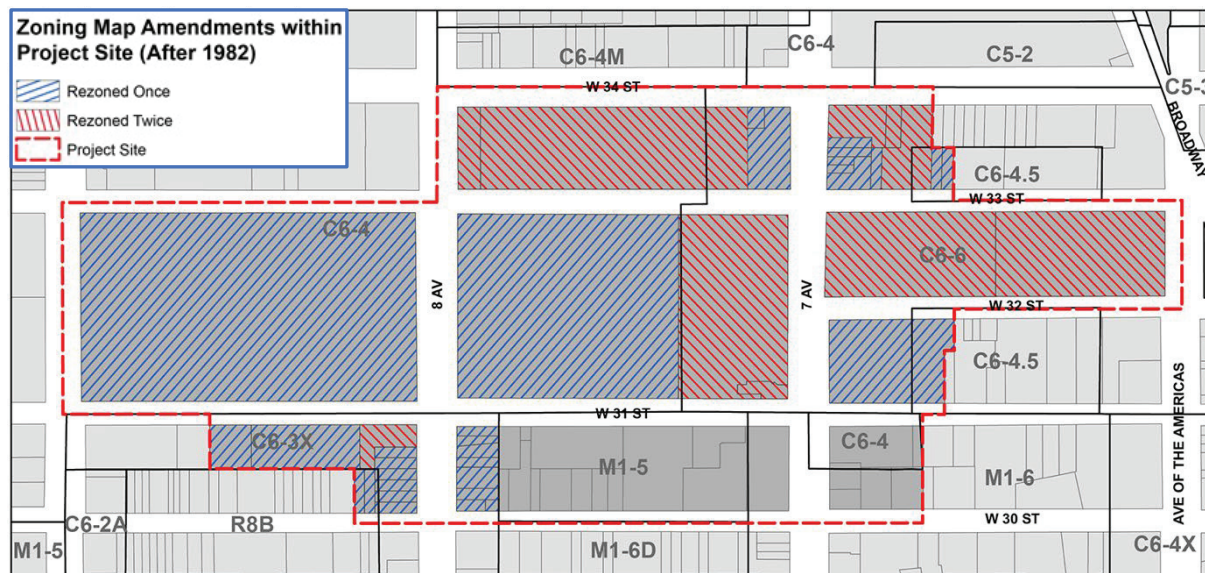 Zoning Map Amendments within
Project Site (After 1982)
Rezoned Once
Rezoned Twice
Project Site
C6-4M
C6-4
C5-2
C5-3
BROADWAY
W 34 ST
C6-4.5
W 33 ST
C6-4
8 AV
7 AV
C6-6
W 32 ST
C6-4.5
W 31 ST
C6-3X
M1-5
C6-4
M1-6
AVE OF THE AMERICAS
C6-2A
R8B
W 30 ST
M1-5
M1-6D
C6-4X